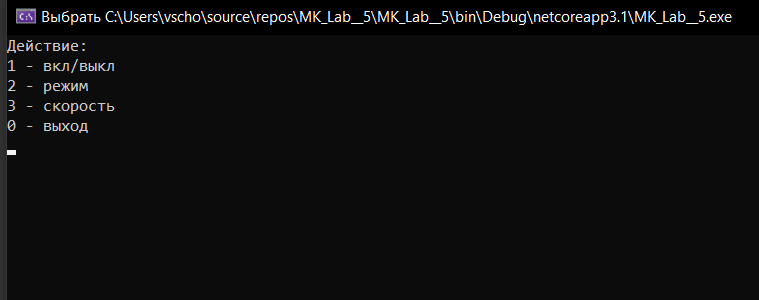 Выбрать C:\Users\vscho\source\repos\MK_Lab__5\MK_Lab__5\bin\Debug\netcoreapp3.1\MK_Lab__5.exe
Действие:
1 - вкл/выкл
2 - режим
3 - скорость
0 - выход